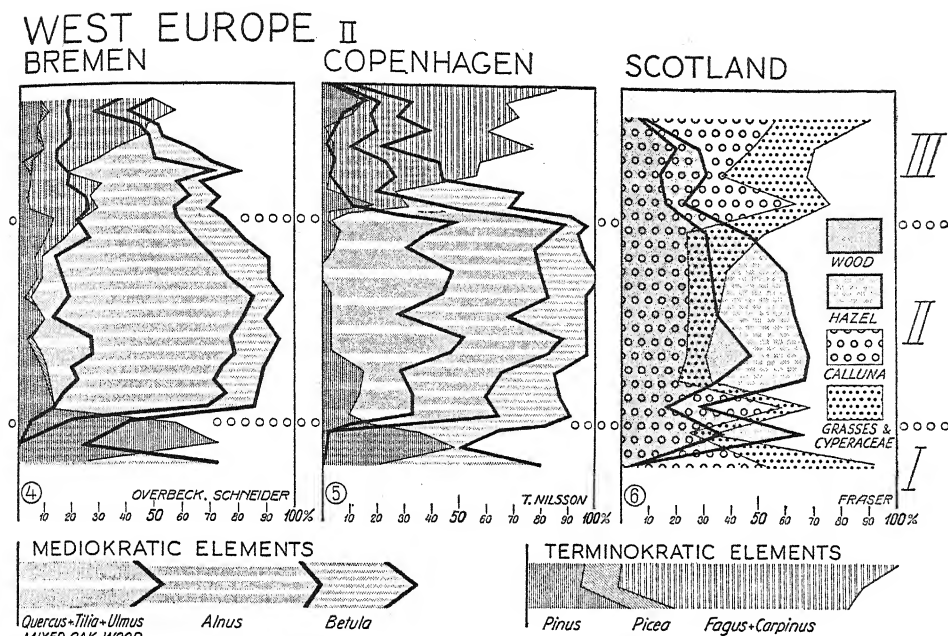 WEST EUROPE II
BREMEN
COPENHAGEN
SCOTLAND
III
WOOD
HAZEL
II
CALLUNA
GRASSES &
CYPERACEAE
I
④ OVERBECK, SCHNEIDER
⑤ T. NILSSON
⑥ FRASER
10 20 30 40 50 60 70 80 90 100%
10 20 30 40 50 60 70 80 90 100%
10 20 30 40 50 60 70 80 90 100%
MEDIOKRATIC ELEMENTS
TERMINOKRATIC ELEMENTS
Quercus+Tilia+Ulmus Alnus Betula
MIXED OAK WOOD
Pinus Picea Fagus+Carpinus